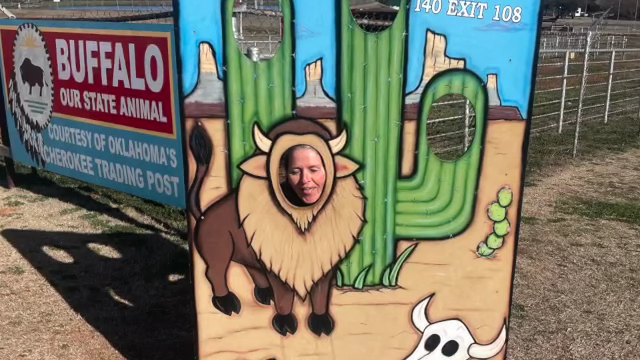 BUFFALO
OUR STATE ANIMAL
COURTESY OF OKLAHOMA'S
CHEROKEE TRADING POST
140 EXIT 108